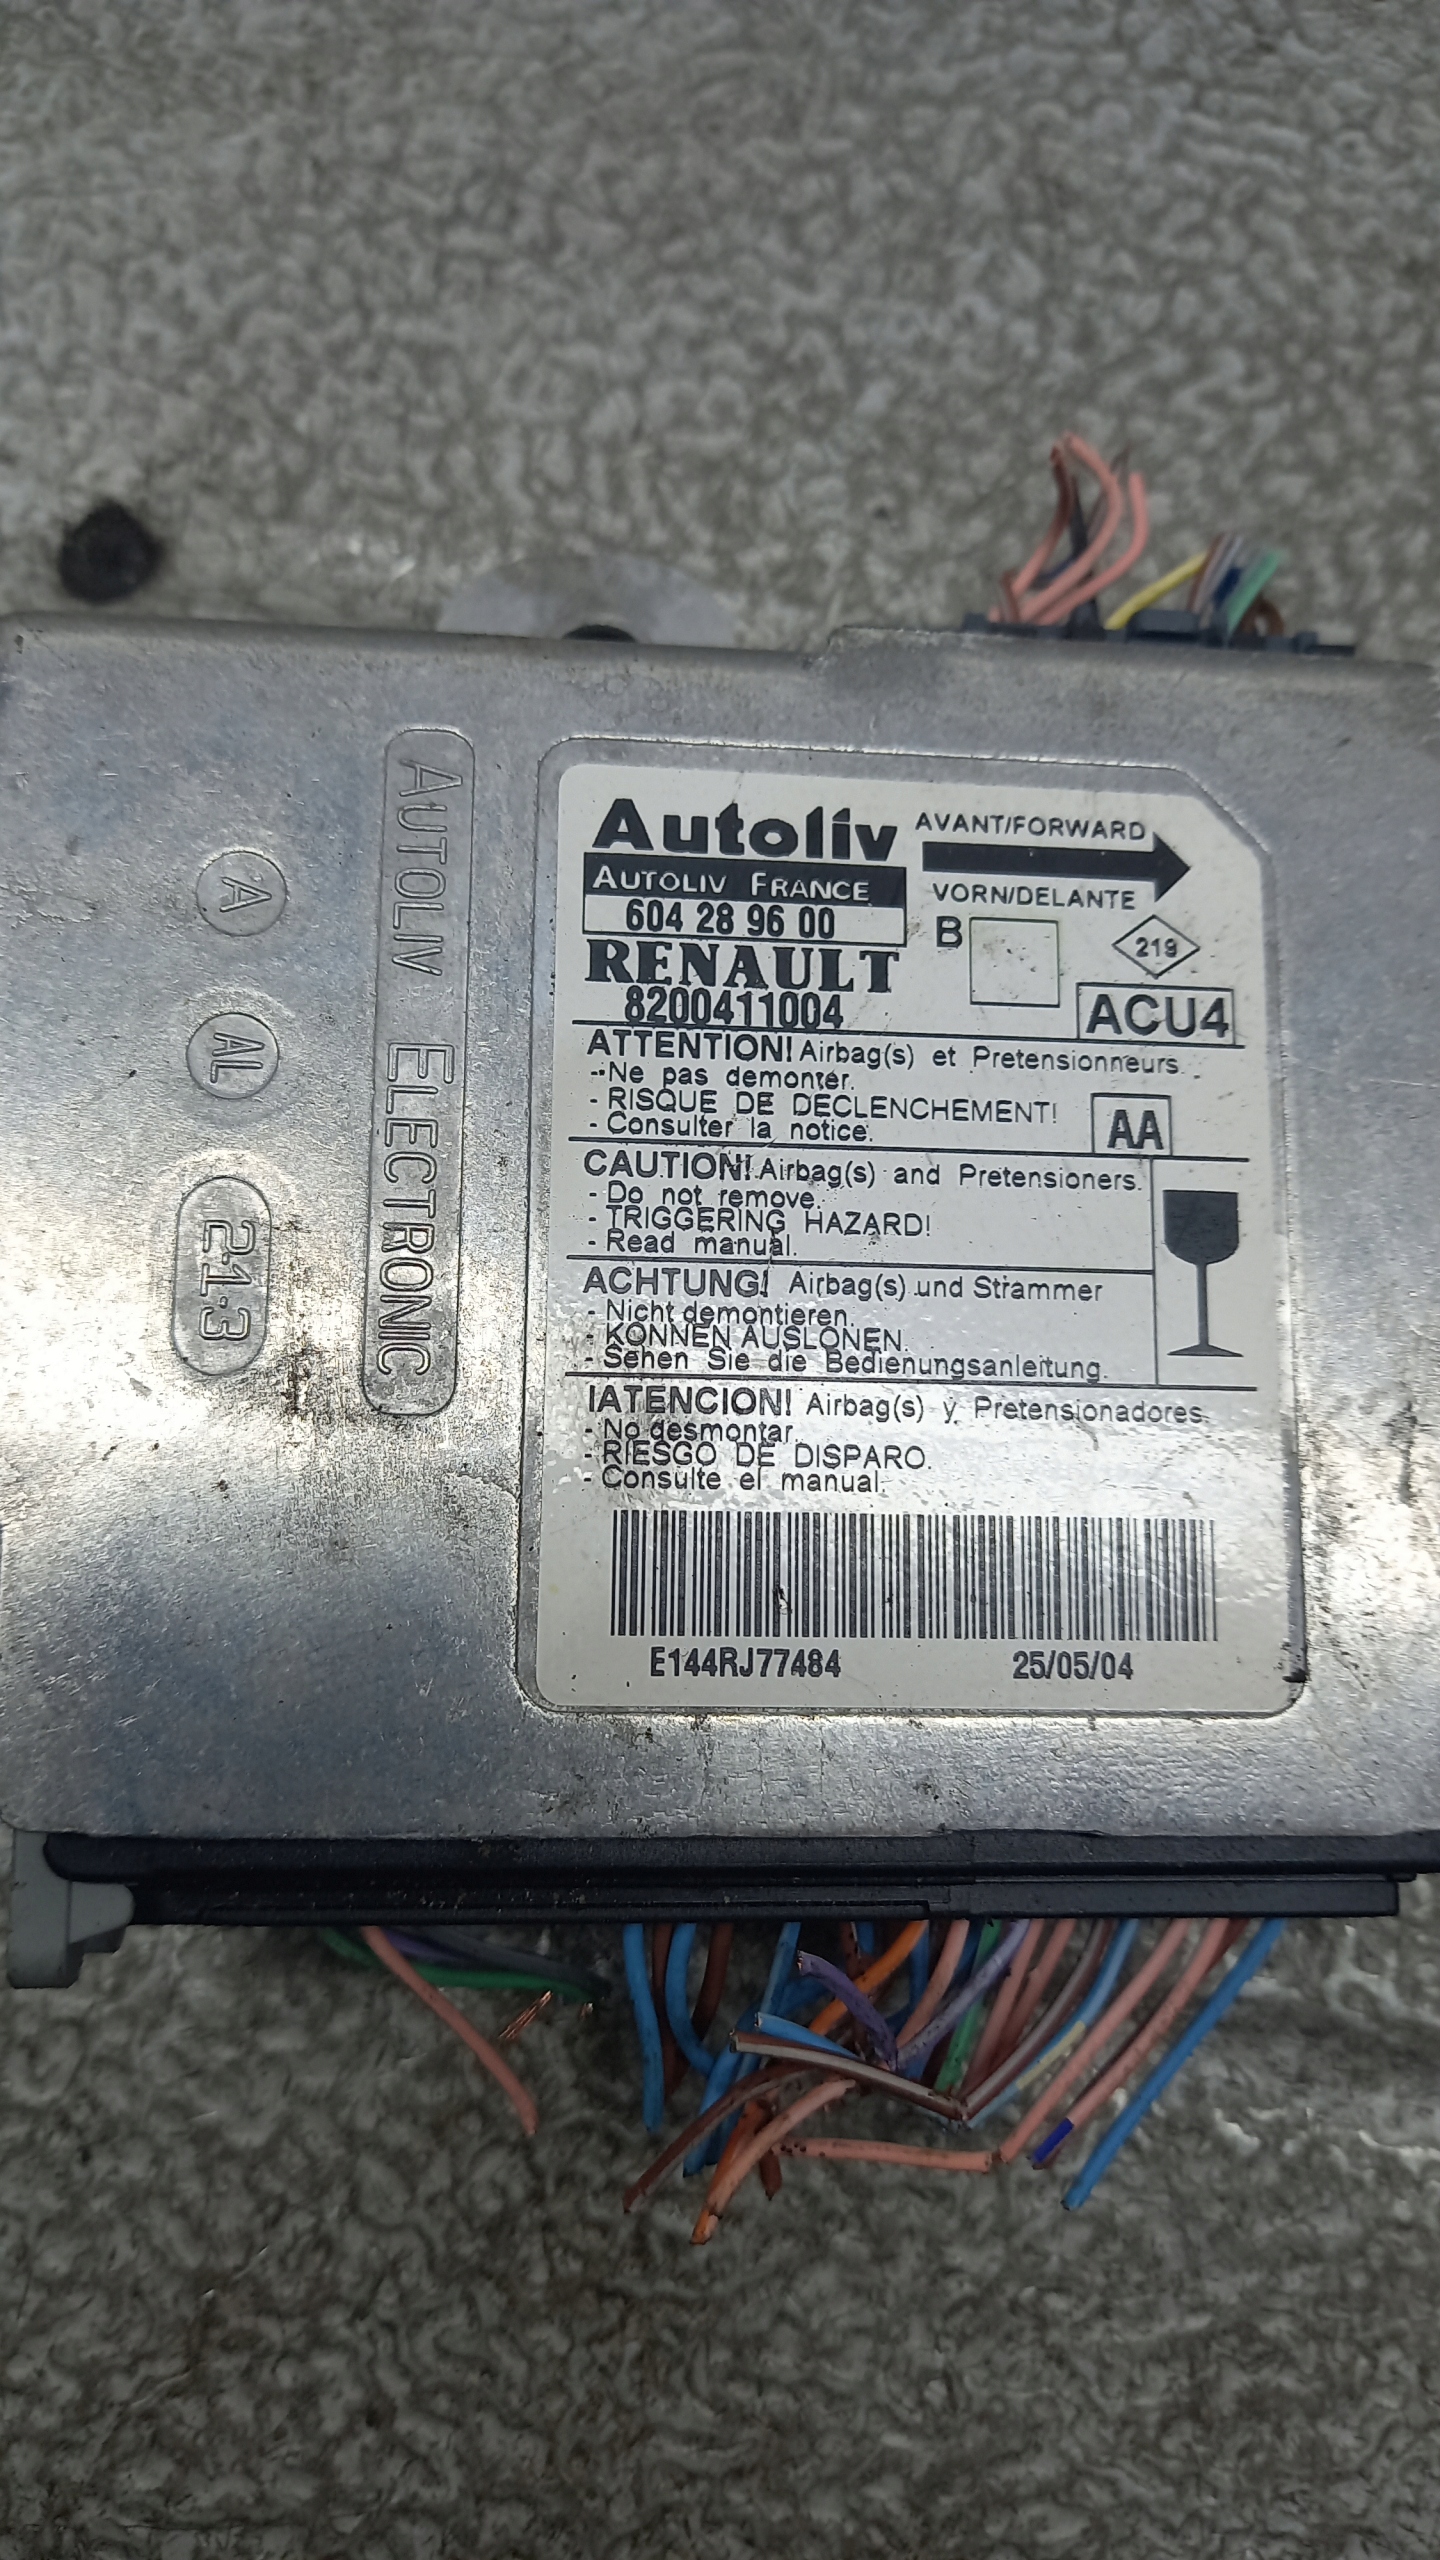 AUTOLIV ELECTRONIC
A
AL
2·1·3
Autoliv
AUTOLIV FRANCE
604 28 96 00
RENAULT
8200411004
AVANT/FORWARD
VORN/DELANTE
B
219
ACU4
ATTENTION! Airbag(s) et Pretensionneurs.
- Ne pas demonter.
- RISQUE DE DECLENCHEMENT!
- Consulter la notice.
AA
CAUTION! Airbag(s) and Pretensioners.
- Do not remove.
- TRIGGERING HAZARD!
- Read manual.
ACHTUNG! Airbag(s) und Strammer
- Nicht demontieren.
- KONNEN AUSLONEN.
- Sehen Sie die Bedienungsanleitung.
IATENCION! Airbag(s) y Pretensionadores.
- No desmontar.
- RIESGO DE DISPARO.
- Consulte el manual.
E144RJ77484 25/05/04